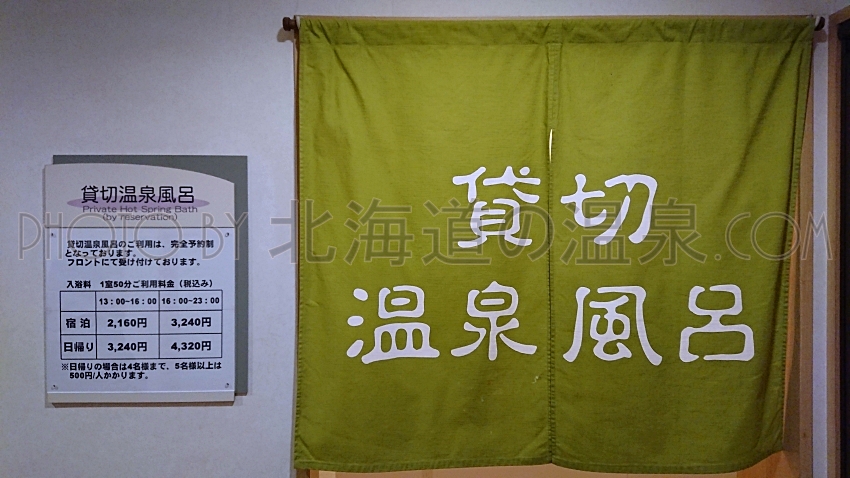 貸切温泉風呂
Private Hot Spring Bath
(by reservation)
貸切温泉風呂のご利用は、完全予約制
となっております。
フロントにて受け付けております。
入浴料 1室50分ご利用料金(税込み)
13:00~16:00 16:00~23:00
宿泊 2,160円 3,240円
日帰り 3,240円 4,320円
※日帰りの場合は4名様まで、5名様以上は
500円/人かかります。
貸切
温泉風呂
PHOTO BY 北海道の温泉.COM